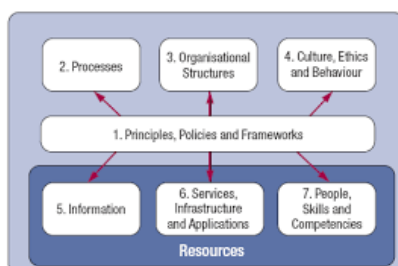 2. Processes
3. Organisational
Structures
4. Culture, Ethics
and Behaviour
1. Principles, Policies and Frameworks
5. Information
6. Services,
Infrastructure
and Applications
7. People,
Skills and
Competencies
Resources